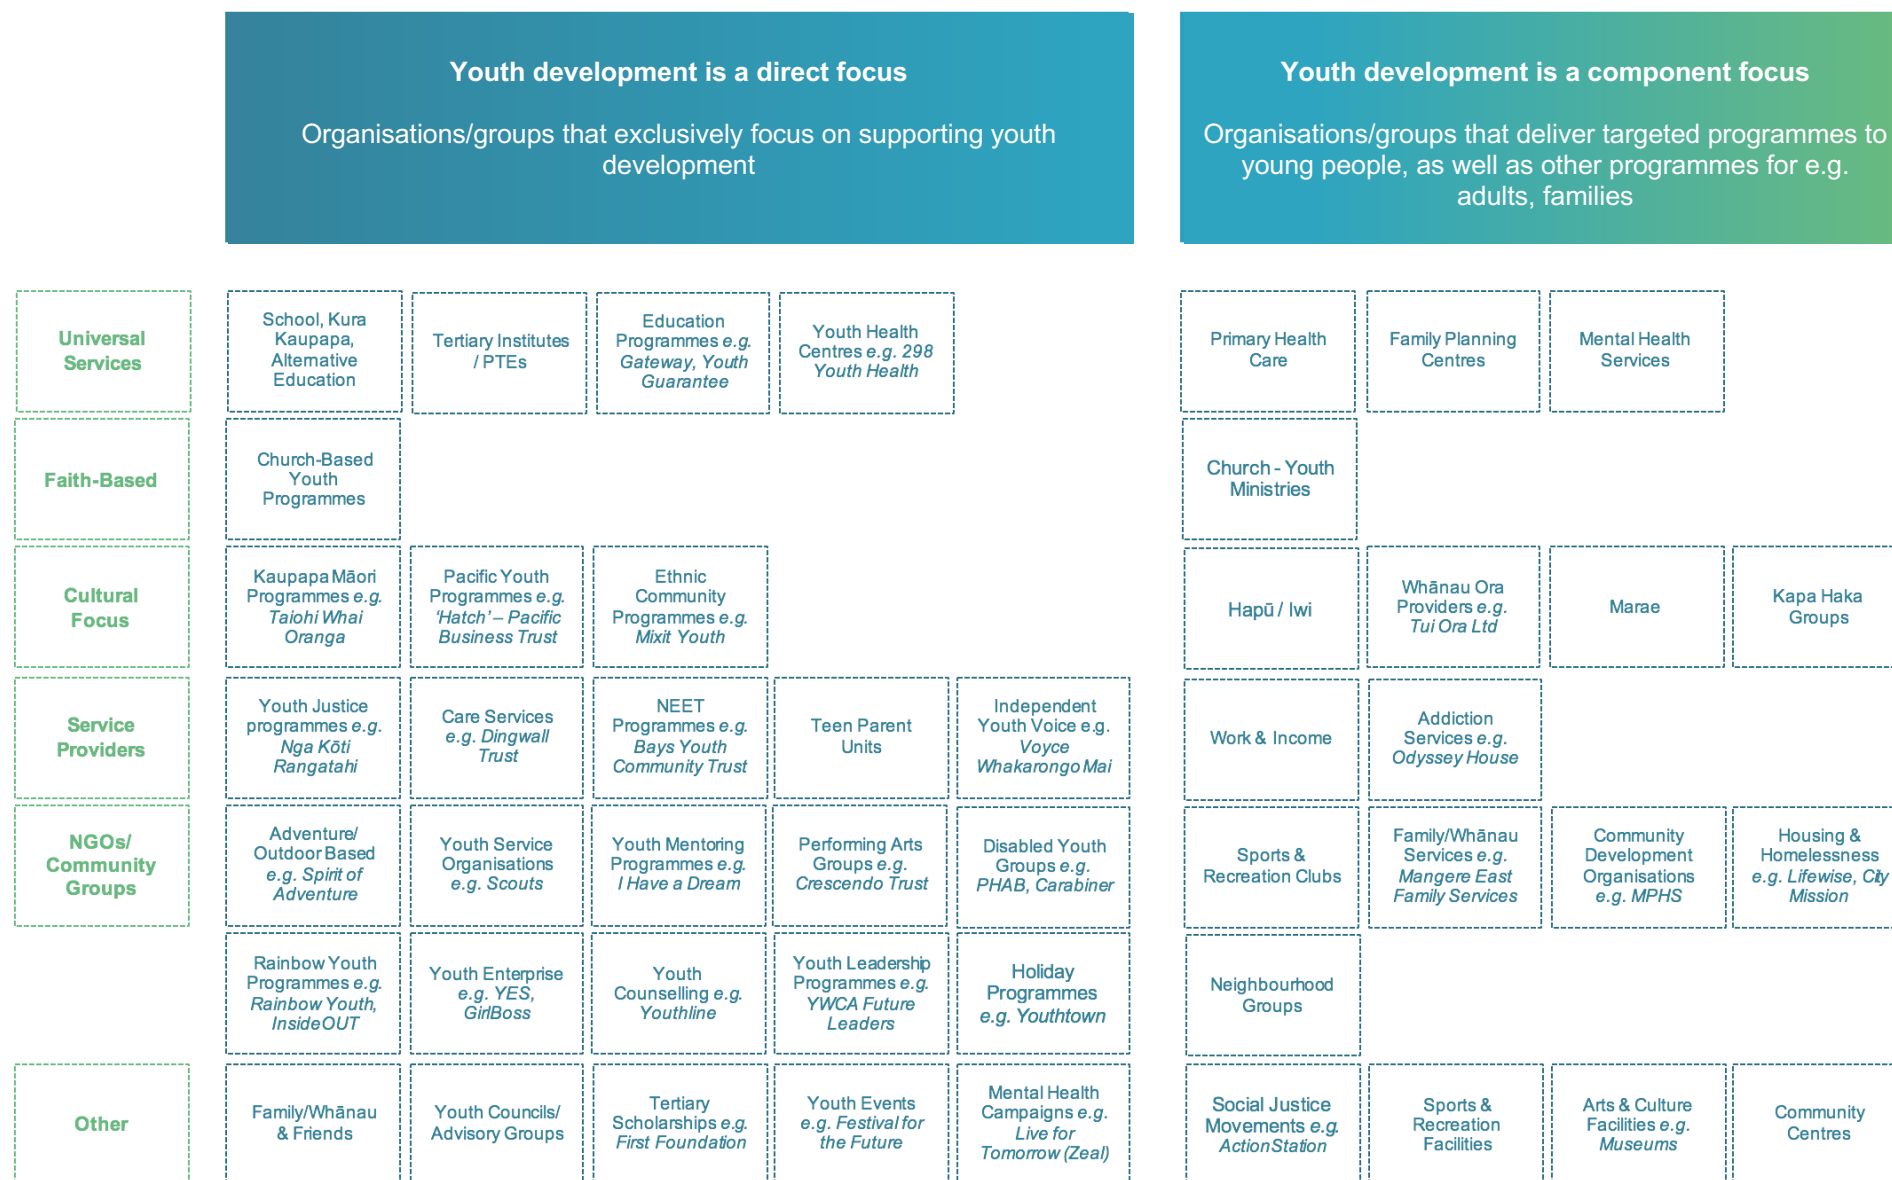 Youth development is a direct focus
Organisations/groups that exclusively focus on supporting youth
development
Youth development is a component focus
Organisations/groups that deliver targeted programmes to
young people, as well as other programmes for e.g.
adults, families
Universal
Services
School, Kura
Kaupapa,
Alternative
Education
Tertiary Institutes
/ PTEs
Education
Programmes e.g.
Gateway, Youth
Guarantee
Youth Health
Centres e.g. 298
Youth Health
Primary Health
Care
Family Planning
Centres
Mental Health
Services
Faith-Based
Church-Based
Youth
Programmes
Church - Youth
Ministries
Cultural
Focus
Kaupapa Māori
Programmes e.g.
Taiohi Whai
Oranga
Pacific Youth
Programmes e.g.
‘Hatch’ – Pacific
Business Trust
Ethnic
Community
Programmes e.g.
Mixit Youth
Hapū / Iwi
Whānau Ora
Providers e.g.
Tui Ora Ltd
Marae
Kapa Haka
Groups
Service
Providers
Youth Justice
programmes e.g.
Nga Kōti
Rangatahi
Care Services
e.g. Dingwall
Trust
NEET
Programmes e.g.
Bays Youth
Community Trust
Teen Parent
Units
Independent
Youth Voice e.g.
Voyce
Whakarongo Mai
Work & Income
Addiction
Services e.g.
Odyssey House
NGOs/
Community
Groups
Adventure/
Outdoor Based
e.g. Spirit of
Adventure
Youth Service
Organisations
e.g. Scouts
Youth Mentoring
Programmes e.g.
I Have a Dream
Performing Arts
Groups e.g.
Crescendo Trust
Disabled Youth
Groups e.g.
PHAB, Carabiner
Sports &
Recreation Clubs
Family/Whānau
Services e.g.
Mangere East
Family Services
Community
Development
Organisations
e.g. MPHS
Housing &
Homelessness
e.g. Lifewise, City
Mission
Rainbow Youth
Programmes e.g.
Rainbow Youth,
InsideOUT
Youth Enterprise
e.g. YES,
GirlBoss
Youth
Counselling e.g.
Youthline
Youth Leadership
Programmes e.g.
YWCA Future
Leaders
Holiday
Programmes
e.g. Youthtown
Neighbourhood
Groups
Other
Family/Whānau
& Friends
Youth Councils/
Advisory Groups
Tertiary
Scholarships e.g.
First Foundation
Youth Events
e.g. Festival for
the Future
Mental Health
Campaigns e.g.
Live for
Tomorrow (Zeal)
Social Justice
Movements e.g.
ActionStation
Sports &
Recreation
Facilities
Arts & Culture
Facilities e.g.
Museums
Community
Centres